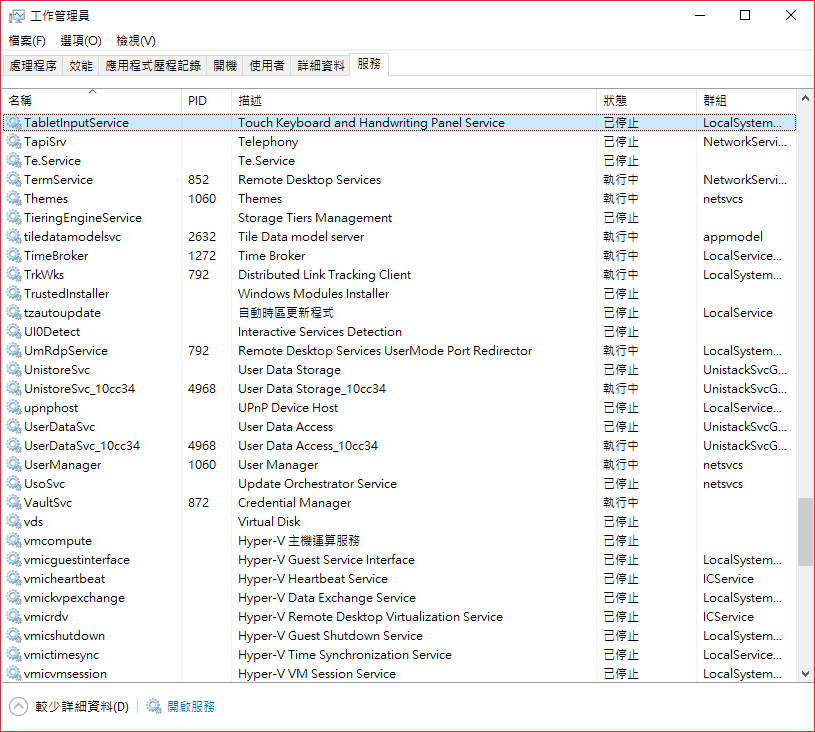 工作管理員
檔案(F) 選項(O) 檢視(V)
處理程序 效能 應用程式歷程記錄 開機 使用者 詳細資料 服務
名稱 PID 描述 狀態 群組
TabletInputService Touch Keyboard and Handwriting Panel Service 已停止 LocalSystem...
TapiSrv Telephony 已停止 NetworkServi...
Te.Service Te.Service 已停止
TermService 852 Remote Desktop Services 執行中 NetworkServi...
Themes 1060 Themes 執行中 netsvcs
TieringEngineService Storage Tiers Management 已停止
tiledatamodelsvc 2632 Tile Data model server 執行中 appmodel
TimeBroker 1272 Time Broker 執行中 LocalService...
TrkWks 792 Distributed Link Tracking Client 執行中 LocalSystem...
TrustedInstaller Windows Modules Installer 已停止
tzautoupdate 自動時區更新程式 已停止 LocalService
UI0Detect Interactive Services Detection 已停止
UmRdpService 792 Remote Desktop Services UserMode Port Redirector 執行中 LocalSystem...
UnistoreSvc User Data Storage 已停止 UnistackSvcG...
UnistoreSvc_10cc34 4968 User Data Storage_10cc34 執行中 UnistackSvcG...
upnphost UPnP Device Host 已停止 LocalService...
UserDataSvc User Data Access 已停止 UnistackSvcG...
UserDataSvc_10cc34 4968 User Data Access_10cc34 執行中 UnistackSvcG...
UserManager 1060 User Manager 執行中 netsvcs
UsoSvc Update Orchestrator Service 已停止 netsvcs
VaultSvc 872 Credential Manager 執行中
vds Virtual Disk 已停止
vmcompute Hyper-V 主機運算服務 已停止
vmicguestinterface Hyper-V Guest Service Interface 已停止 LocalSystem...
vmicheartbeat Hyper-V Heartbeat Service 已停止 ICService
vmickvpexchange Hyper-V Data Exchange Service 已停止 LocalSystem...
vmicrdv Hyper-V Remote Desktop Virtualization Service 已停止 ICService
vmicshutdown Hyper-V Guest Shutdown Service 已停止 LocalSystem...
vmictimesync Hyper-V Time Synchronization Service 已停止 LocalService...
vmicvmsession Hyper-V VM Session Service 已停止 LocalSystem...
較少詳細資料(D) 開啟服務